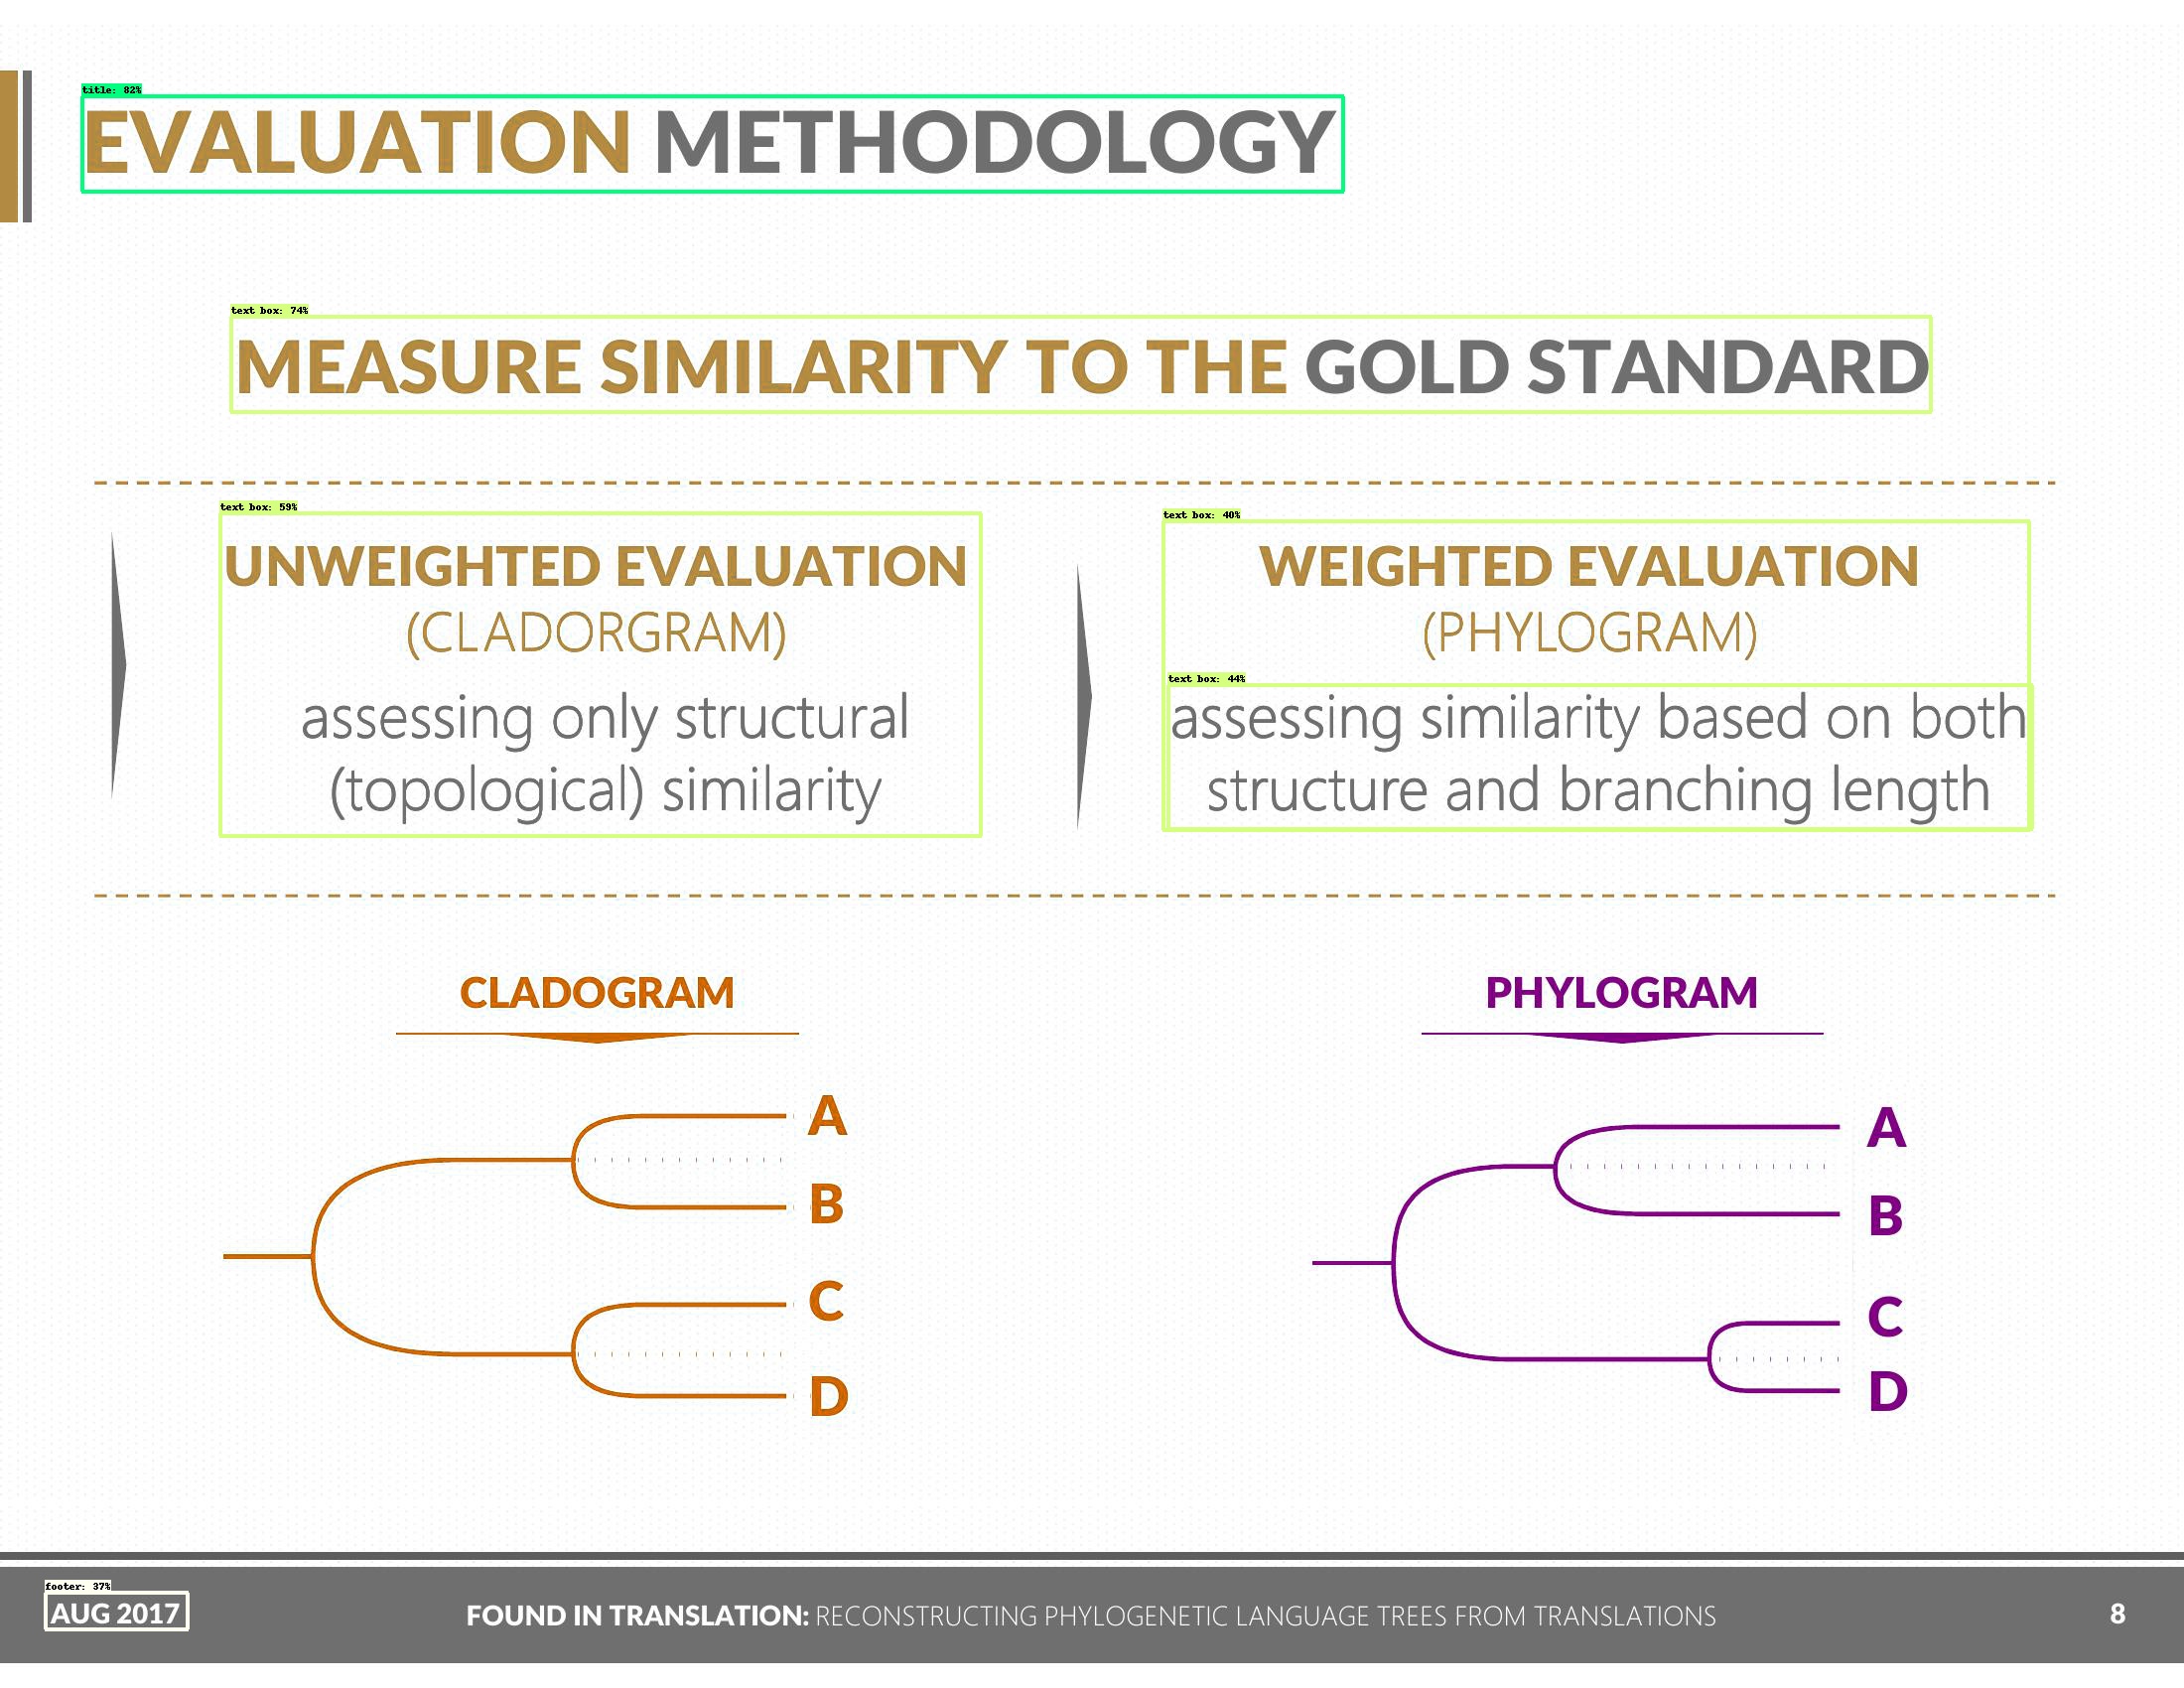 title: 82%
EVALUATION METHODOLOGY
text box: 74%
MEASURE SIMILARITY TO THE GOLD STANDARD
text box: 59%
UNWEIGHTED EVALUATION
(CLADORGRAM)
assessing only structural
(topological) similarity
text box: 40%
WEIGHTED EVALUATION
(PHYLOGRAM)
text box: 44%
assessing similarity based on both
structure and branching length
CLADOGRAM
A
B
C
D
PHYLOGRAM
A
B
C
D
footer: 37%
AUG 2017
FOUND IN TRANSLATION: RECONSTRUCTING PHYLOGENETIC LANGUAGE TREES FROM TRANSLATIONS
8